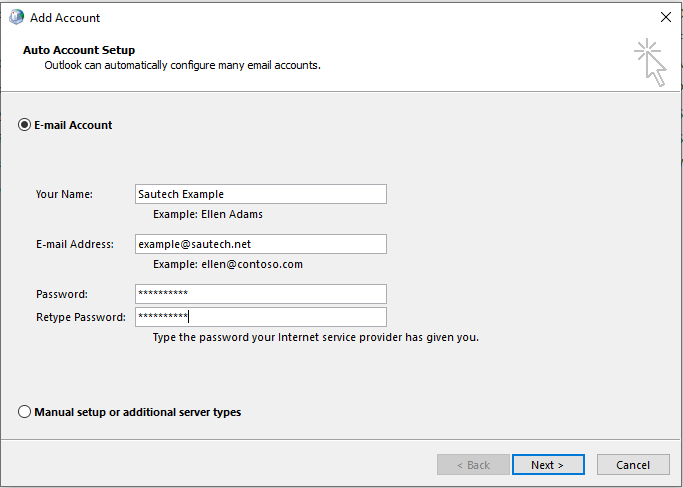 Add Account
Auto Account Setup
Outlook can automatically configure many email accounts.
E-mail Account
Your Name: Sautech Example
Example: Ellen Adams
E-mail Address: example@sautech.net
Example: ellen@contoso.com
Password: **********
Retype Password: **********
Type the password your Internet service provider has given you.
Manual setup or additional server types
< Back Next > Cancel